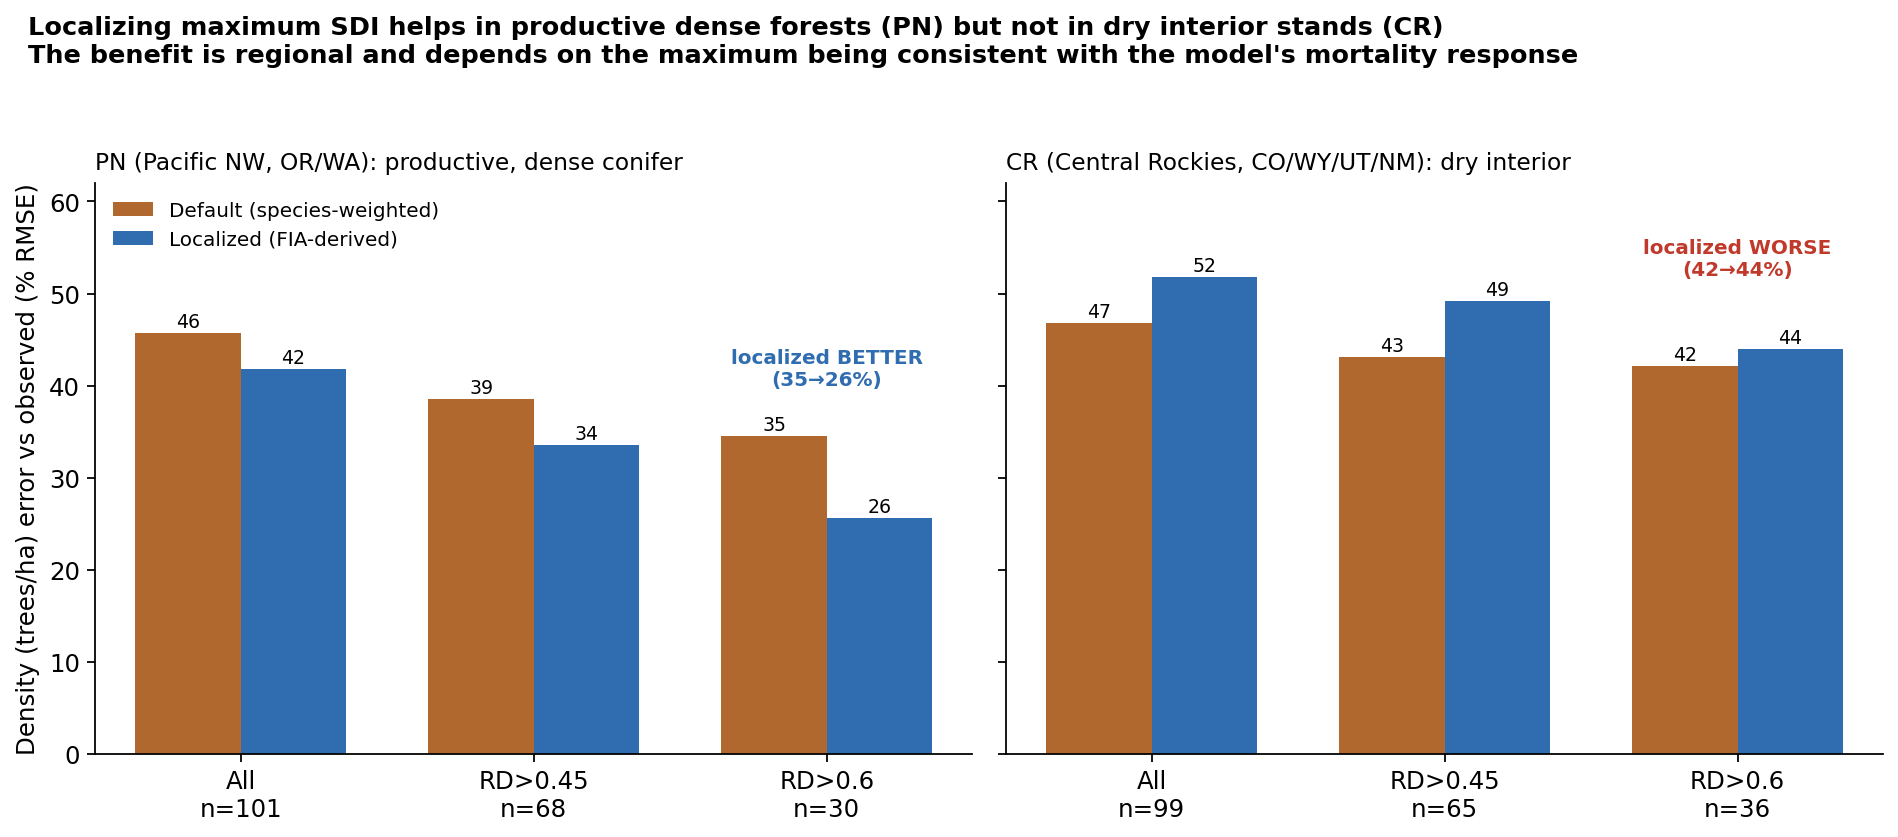 Localizing maximum SDI helps in productive dense forests (PN) but not in dry interior stands (CR)
The benefit is regional and depends on the maximum being consistent with the model's mortality response
PN (Pacific NW, OR/WA): productive, dense conifer
Density (trees/ha) error vs observed (% RMSE)
60
50
40
30
20
10
0
Default (species-weighted)
Localized (FIA-derived)
46
42
39
34
35
26
localized BETTER
(35→26%)
All
n=101
RD>0.45
n=68
RD>0.6
n=30
CR (Central Rockies, CO/WY/UT/NM): dry interior
47
52
43
49
42
44
localized WORSE
(42→44%)
All
n=99
RD>0.45
n=65
RD>0.6
n=36